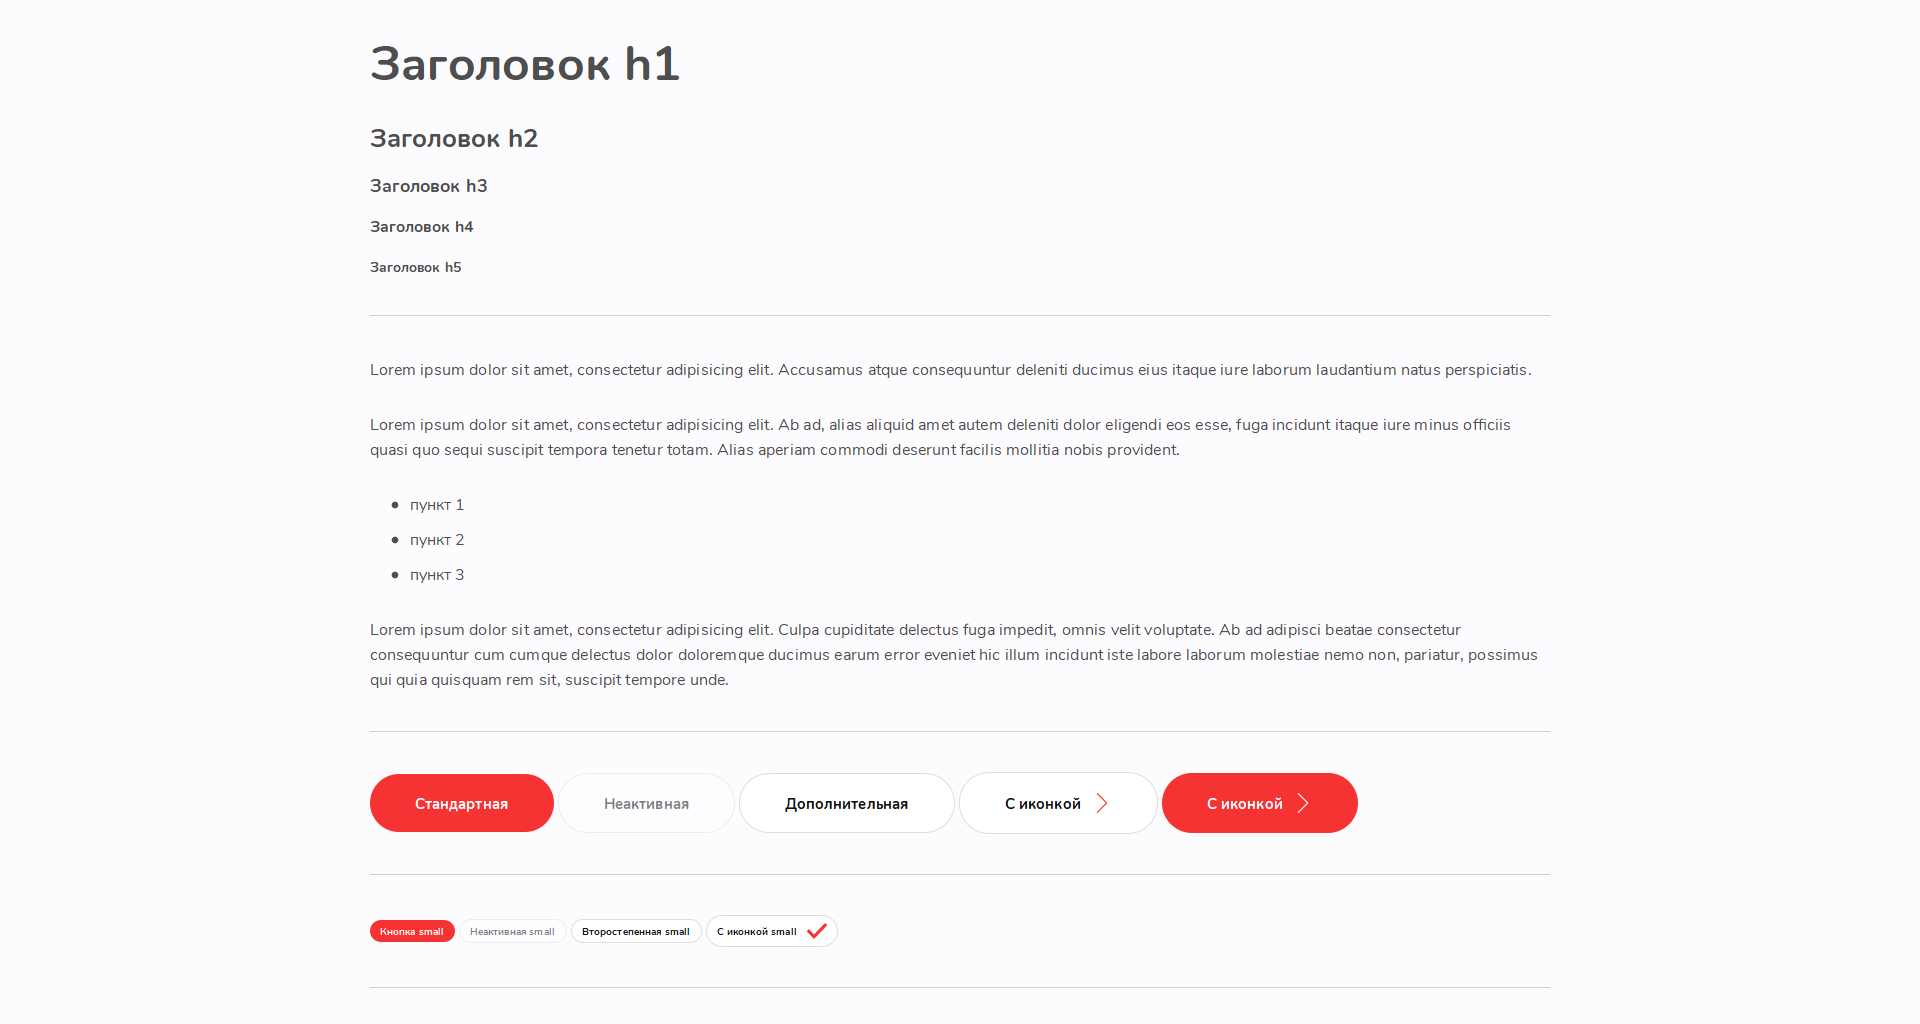 Заголовок h1
Заголовок h2
Заголовок h3
Заголовок h4
Заголовок h5
Lorem ipsum dolor sit amet, consectetur adipisicing elit. Accusamus atque consequuntur deleniti ducimus eius itaque iure laborum laudantium natus perspiciatis.
Lorem ipsum dolor sit amet, consectetur adipisicing elit. Ab ad, alias aliquid amet autem deleniti dolor eligendi eos esse, fuga incidunt itaque iure minus officiis
quasi quo sequi suscipit tempora tenetur totam. Alias aperiam commodi deserunt facilis mollitia nobis provident.
пункт 1
пункт 2
пункт 3
Lorem ipsum dolor sit amet, consectetur adipisicing elit. Culpa cupiditate delectus fuga impedit, omnis velit voluptate. Ab ad adipisci beatae consectetur
consequuntur cum cumque delectus dolor doloremque ducimus earum error eveniet hic illum incidunt iste labore laborum molestiae nemo non, pariatur, possimus
qui quia quisquam rem sit, suscipit tempore unde.
Стандартная Неактивная Дополнительная С иконкой С иконкой
Кнопка small Неактивная small Второстепенная small С иконкой small